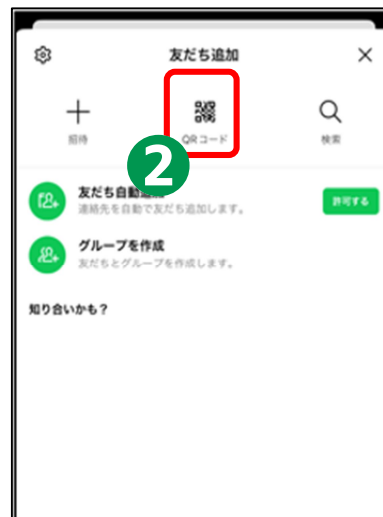 友だち追加
招待
QRコード
検索
2
友だち自動追加
連絡先を自動で友だち追加します。
許可する
グループを作成
友だちとグループを作成します。
知り合いかも？